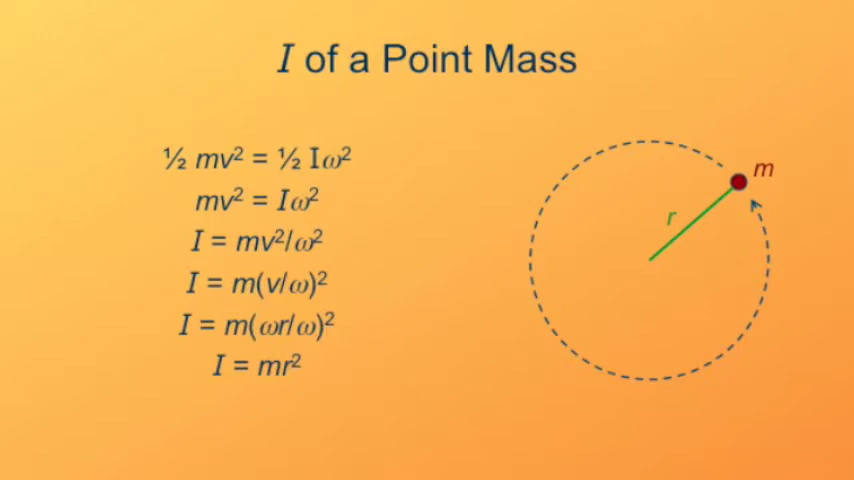 I of a Point Mass
½ mv² = ½ Iω²
mv² = Iω²
I = mv²/ω²
I = m(v/ω)²
I = m(ωr/ω)²
I = mr²
m
r